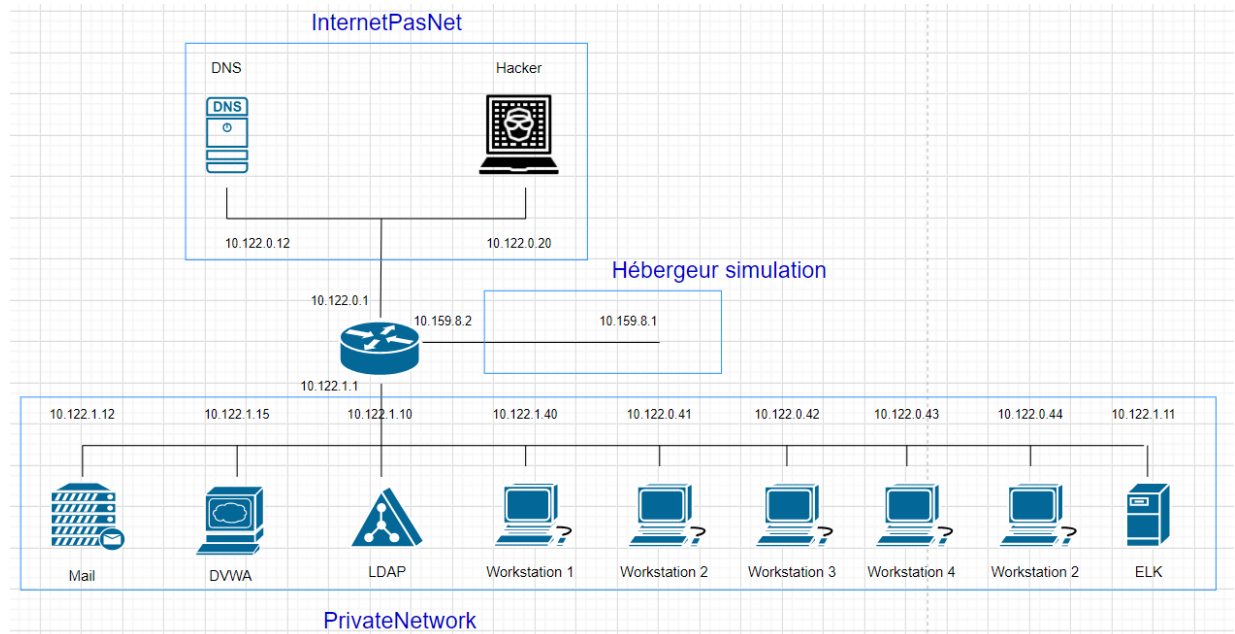 InternetPasNet
DNS
Hacker
DNS
10.122.0.12
10.122.0.20
Hébergeur simulation
10.122.0.1
10.159.8.2
10.159.8.1
10.122.1.1
10.122.1.12
10.122.1.15
10.122.1.10
10.122.1.40
10.122.0.41
10.122.0.42
10.122.0.43
10.122.0.44
10.122.1.11
Mail
DVWA
LDAP
Workstation 1
Workstation 2
Workstation 3
Workstation 4
Workstation 2
ELK
PrivateNetwork